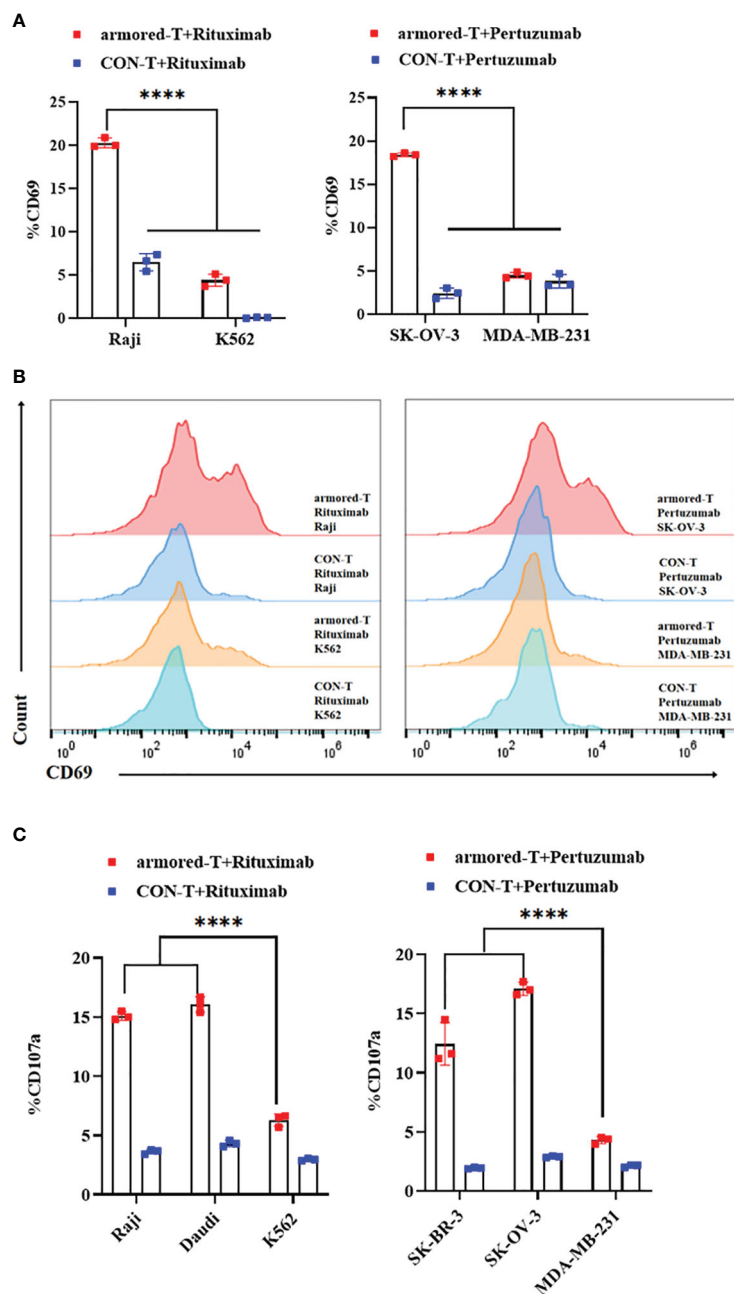 A
armored-T+Rituximab
CON-T+Rituximab
armored-T+Pertuzumab
CON-T+Pertuzumab
%CD69
25
20
15
10
5
0
****
Raji
K562
%CD69
25
20
15
10
5
0
****
SK-OV-3
MDA-MB-231
B
Count
armored-T
Rituximab
Raji
CON-T
Rituximab
Raji
armored-T
Rituximab
K562
CON-T
Rituximab
K562
10^0
10^2
10^4
10^6
armored-T
Pertuzumab
SK-OV-3
CON-T
Pertuzumab
SK-OV-3
armored-T
Pertuzumab
MDA-MB-231
CON-T
Pertuzumab
MDA-MB-231
10^0
10^2
10^4
10^6
CD69
C
armored-T+Rituximab
CON-T+Rituximab
armored-T+Pertuzumab
CON-T+Pertuzumab
%CD107a
20
15
10
5
0
****
Raji
Daudi
K562
%CD107a
20
15
10
5
0
****
SK-BR-3
SK-OV-3
MDA-MB-231